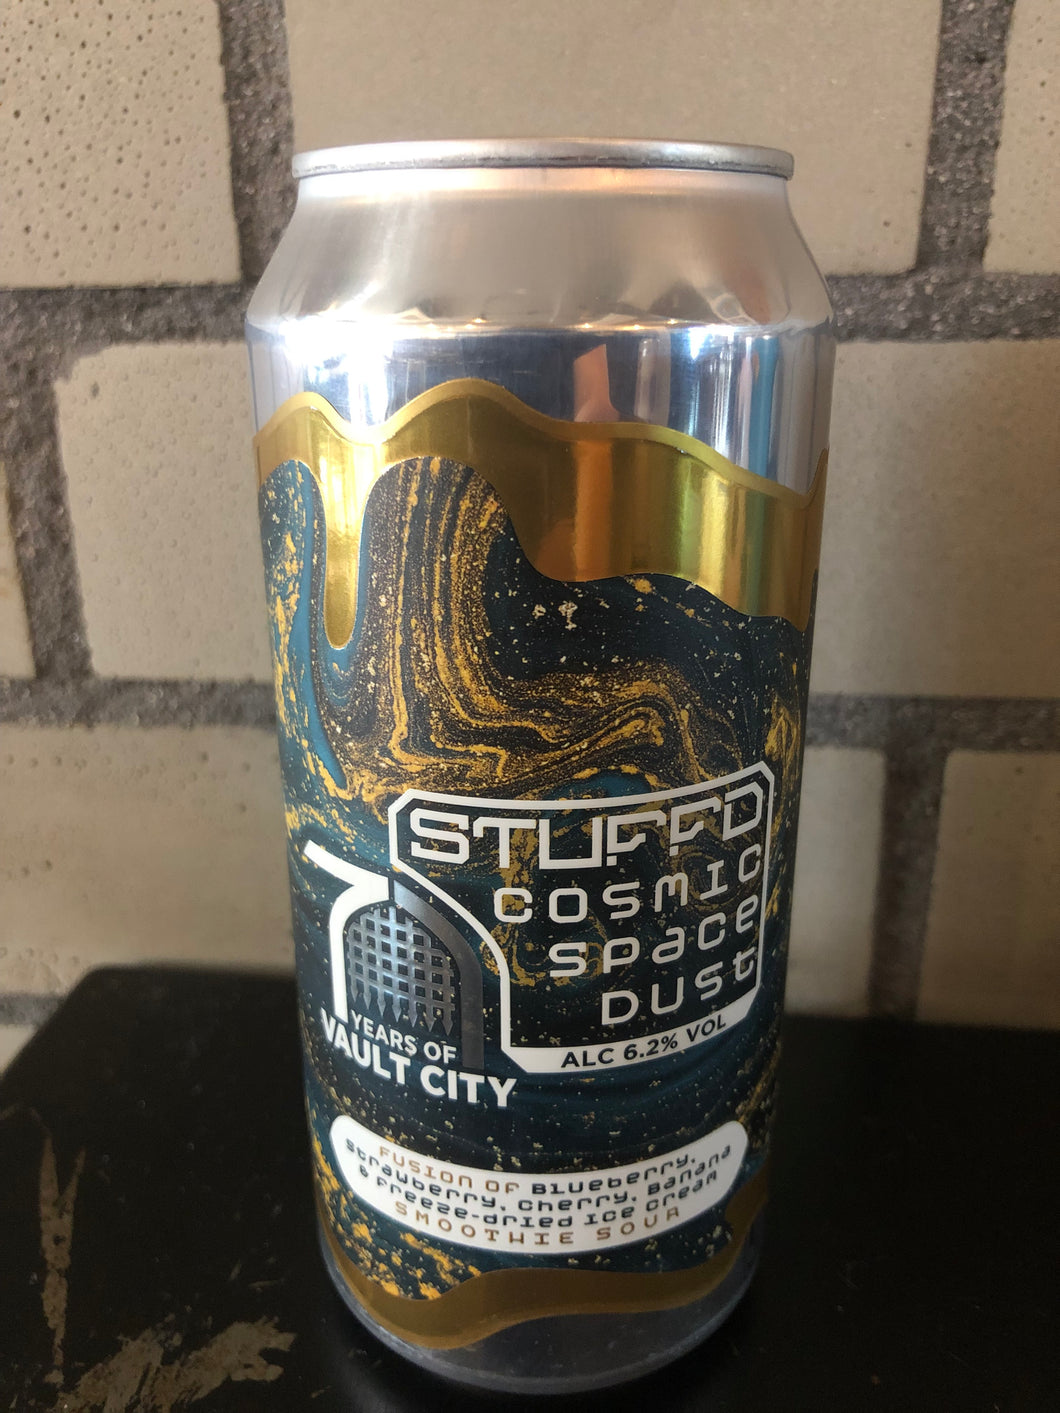 STUFFD
COSMIC
space
DUST
ALC 6.2% VOL
7
YEARS OF
VAULT CITY
FUSION OF Blueberry,
Strawberry, Cherry, Banana
& Freeze-dried Ice Cream
SMOOTHIE SOUR